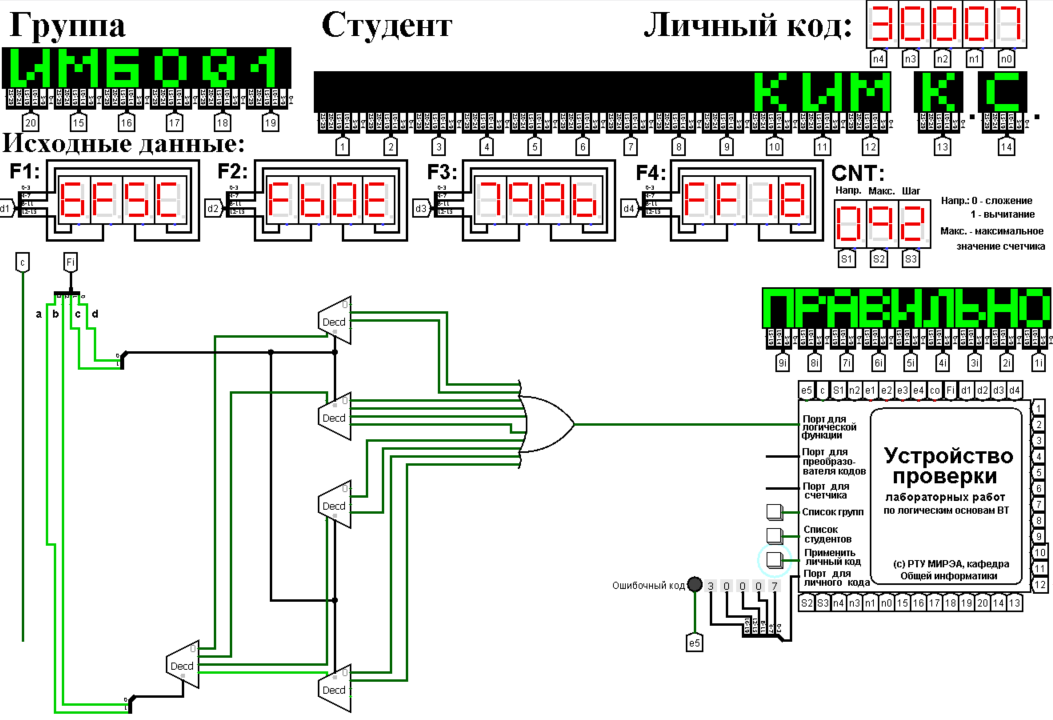 Группа Студент Личный код: 30007
ИМБО01 КИМ К. С.
n4 n3 n2 n1 n0
20 15 16 17 18 19 1 2 3 4 5 6 7 8 9 10 11 12 13 14
Исходные данные:
F1: 6F5C F2: Fb0E F3: 79A6 F4: FF18 CNT:
d1 d2 d3 d4
Напр. Макс. Шаг
092
S1 S2 S3
Напр.: 0 - сложение
1 - вычитание
Макс. - максимальное
значение счетчика
c Fi
a b c d
ПРАВИЛЬНО
9i 8i 7i 6i 5i 4i 3i 2i 1i
Decd
Decd
Decd
Decd
Decd
e5 c S1 n2 e1 e2 e3 e4 co Fi d1 d2 d3 d4
Порт для
логической
функции
Порт для
преобразо-
вателя кодов
Порт для
счетчика
Список групп
Список
студентов
Применить
личный код
Порт для
личного кода
Устройство
проверки
лабораторных работ
по логическим основам ВТ
(с) РТУ МИРЭА, кафедра
Общей информатики
1
2
3
4
5
6
7
8
9
10
11
12
S2 S3 n4 n3 n1 n0 15 16 17 18 19 20 14 13
Ошибочный код 3 0 0 0 7
e5